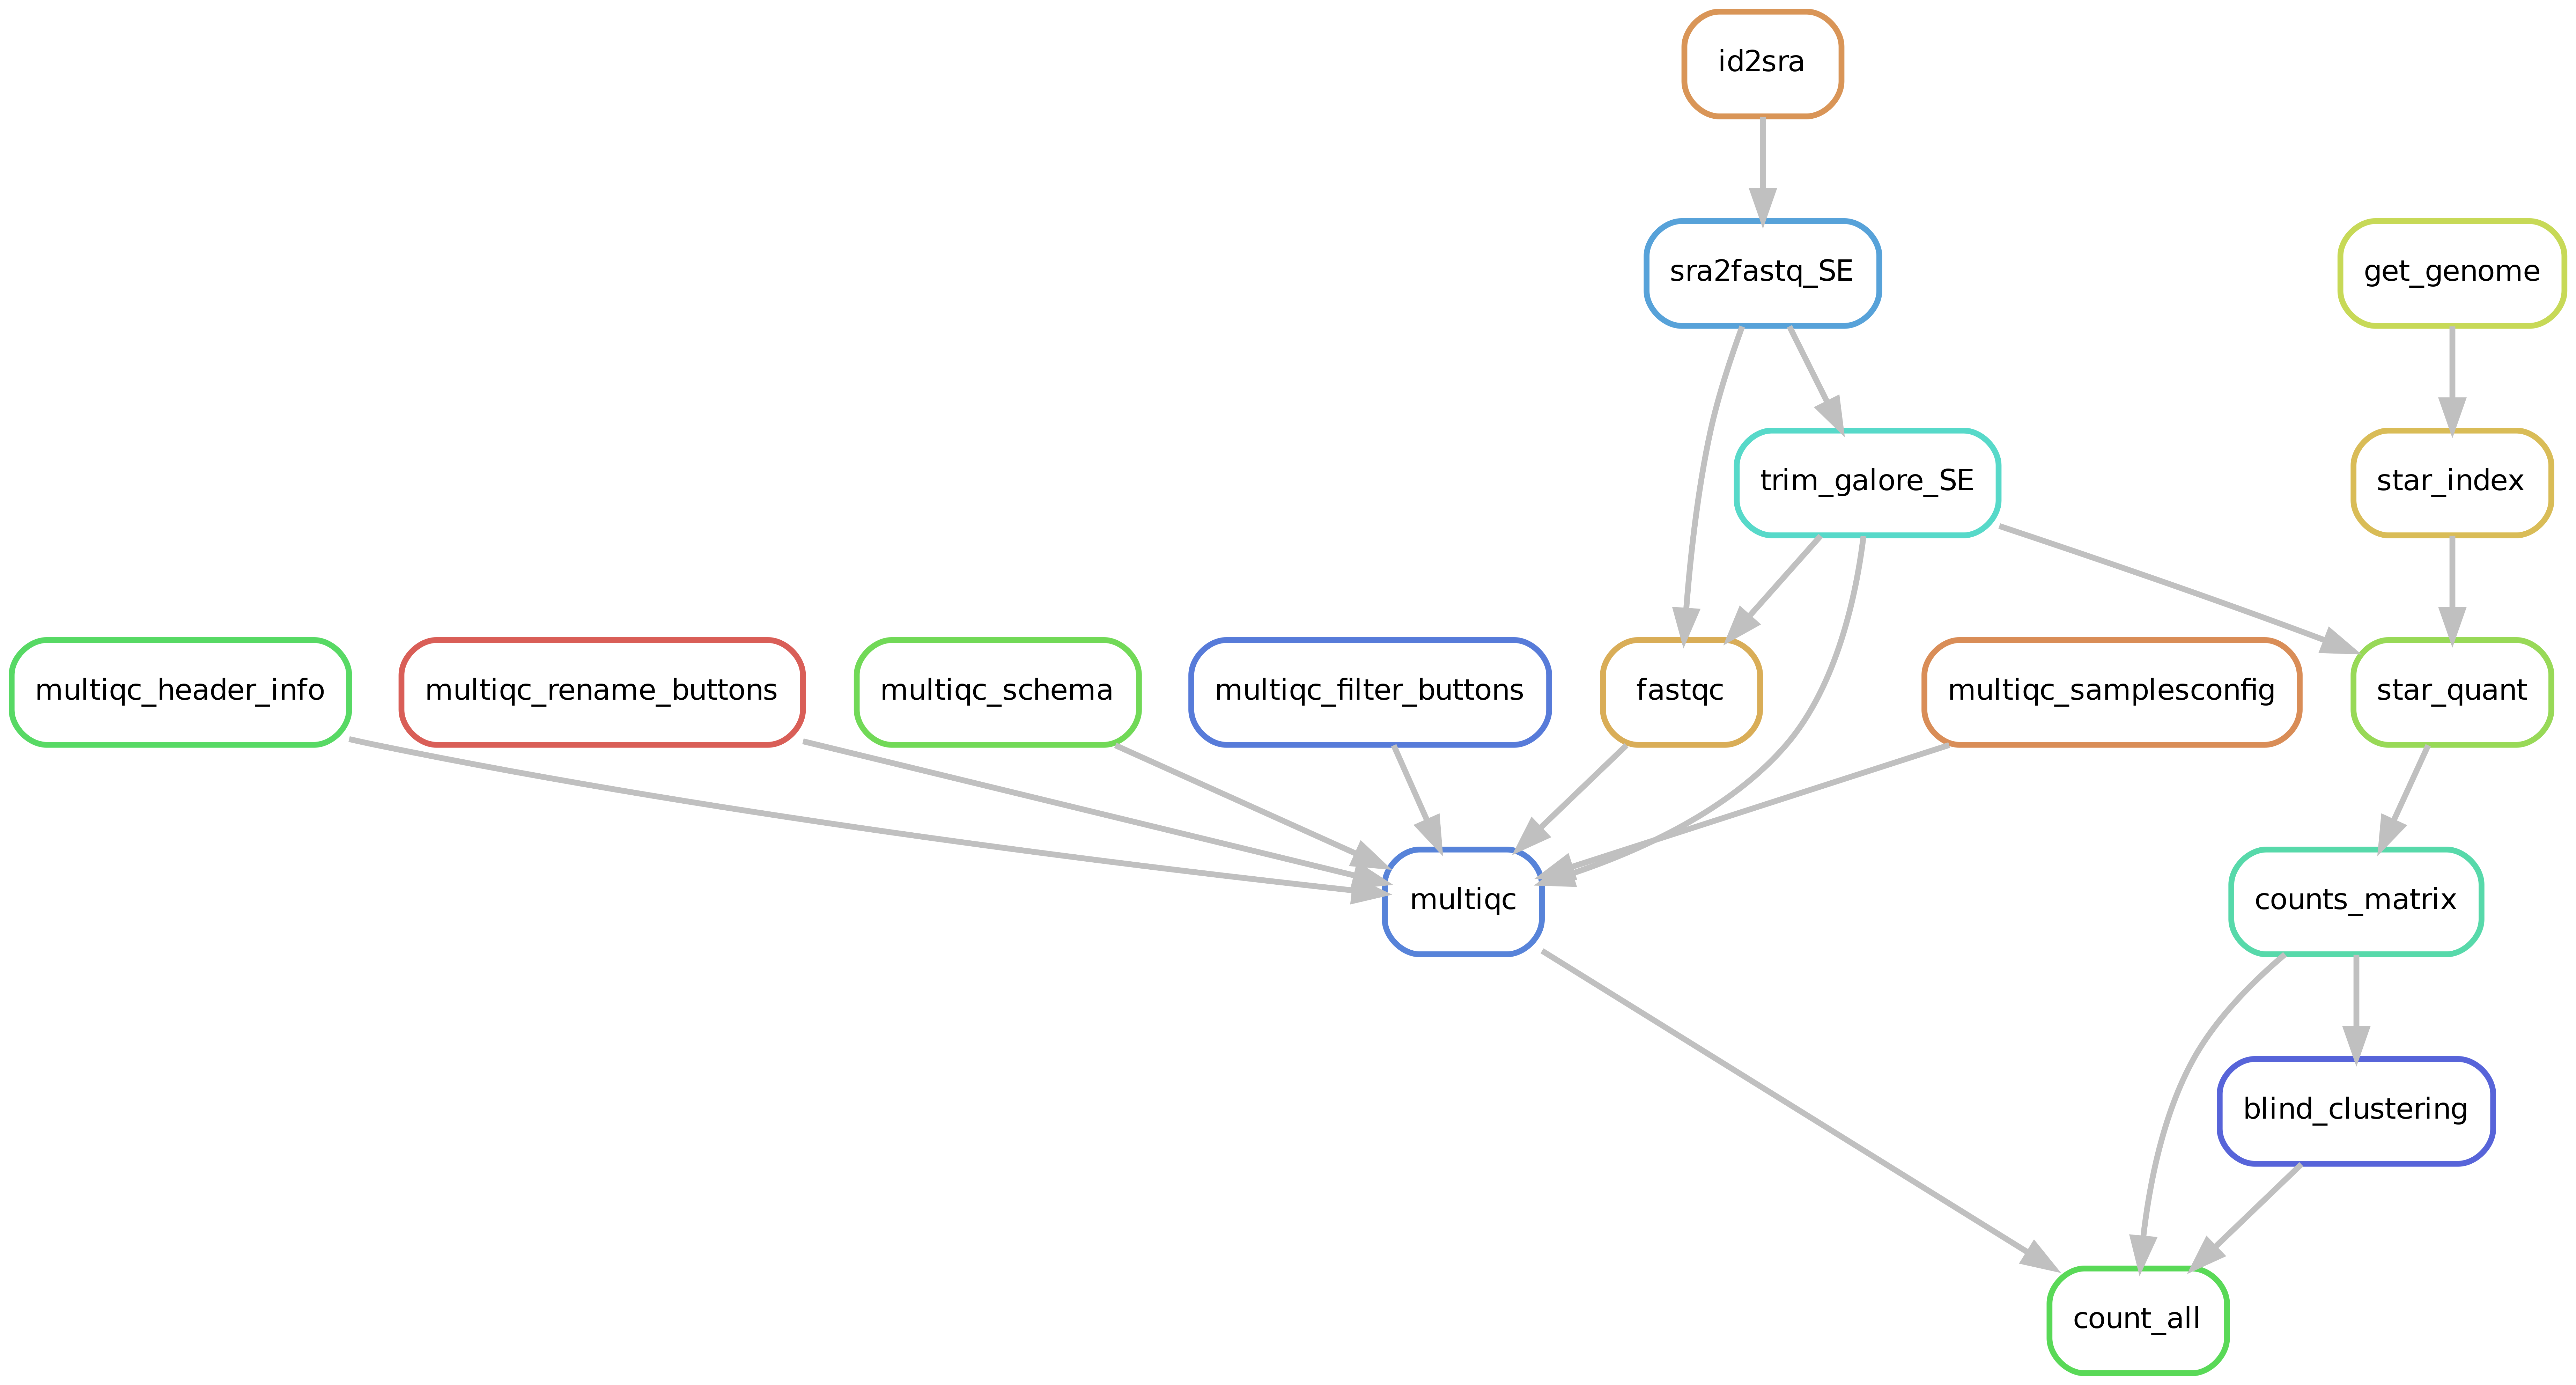 id2sra
sra2fastq_SE
get_genome
trim_galore_SE
star_index
multiqc_header_info
multiqc_rename_buttons
multiqc_schema
multiqc_filter_buttons
fastqc
multiqc_samplesconfig
star_quant
multiqc
counts_matrix
blind_clustering
count_all